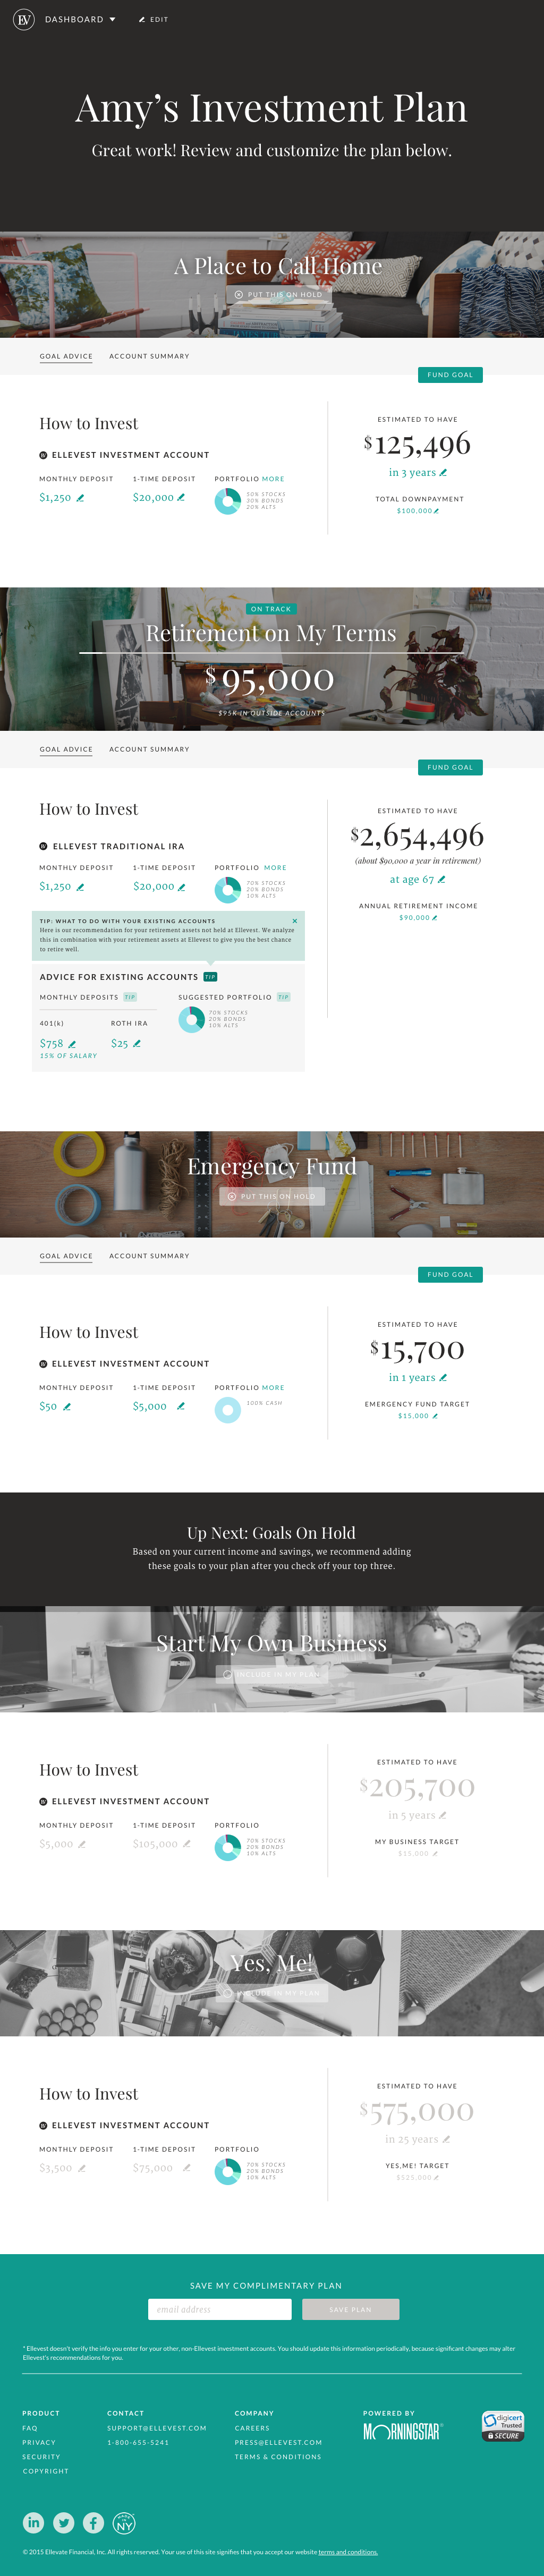 EV DASHBOARD EDIT
Amy's Investment Plan
Great work! Review and customize the plan below.
A Place to Call Home
PUT THIS ON HOLD
GOAL ADVICE ACCOUNT SUMMARY
FUND GOAL
How to Invest
ELLEVEST INVESTMENT ACCOUNT
MONTHLY DEPOSIT 1-TIME DEPOSIT PORTFOLIO MORE
$1,250 $20,000
50% STOCKS
30% BONDS
20% ALTS
ESTIMATED TO HAVE
$125,496
in 3 years
TOTAL DOWNPAYMENT
$100,000
ON TRACK
Retirement on My Terms
$95,000
$95K IN OUTSIDE ACCOUNTS
GOAL ADVICE ACCOUNT SUMMARY
FUND GOAL
How to Invest
ELLEVEST TRADITIONAL IRA
MONTHLY DEPOSIT 1-TIME DEPOSIT PORTFOLIO MORE
$1,250 $20,000
70% STOCKS
20% BONDS
10% ALTS
TIP: WHAT TO DO WITH YOUR EXISTING ACCOUNTS
Here is our recommendation for your retirement assets not held at Ellevest. We analyze
this in combination with your retirement assets at Ellevest to give you the best chance
to retire well.
ADVICE FOR EXISTING ACCOUNTS TIP
MONTHLY DEPOSITS TIP SUGGESTED PORTFOLIO TIP
70% STOCKS
20% BONDS
10% ALTS
401(k) ROTH IRA
$758 $25
15% OF SALARY
ESTIMATED TO HAVE
$2,654,496
(about $90,000 a year in retirement)
at age 67
ANNUAL RETIREMENT INCOME
$90,000
Emergency Fund
PUT THIS ON HOLD
GOAL ADVICE ACCOUNT SUMMARY
FUND GOAL
How to Invest
ELLEVEST INVESTMENT ACCOUNT
MONTHLY DEPOSIT 1-TIME DEPOSIT PORTFOLIO MORE
$50 $5,000
100% CASH
ESTIMATED TO HAVE
$15,700
in 1 years
EMERGENCY FUND TARGET
$15,000
Up Next: Goals On Hold
Based on your current income and savings, we recommend adding
these goals to your plan after you check off your top three.
Start My Own Business
INCLUDE IN MY PLAN
How to Invest
ELLEVEST INVESTMENT ACCOUNT
MONTHLY DEPOSIT 1-TIME DEPOSIT PORTFOLIO
$5,000 $105,000
70% STOCKS
20% BONDS
10% ALTS
ESTIMATED TO HAVE
$205,700
in 5 years
MY BUSINESS TARGET
$15,000
Yes, Me!
INCLUDE IN MY PLAN
How to Invest
ELLEVEST INVESTMENT ACCOUNT
MONTHLY DEPOSIT 1-TIME DEPOSIT PORTFOLIO
$3,500 $75,000
70% STOCKS
20% BONDS
10% ALTS
ESTIMATED TO HAVE
$575,000
in 25 years
YES,ME! TARGET
$525,000
SAVE MY COMPLIMENTARY PLAN
email address SAVE PLAN
* Ellevest doesn't verify the info you enter for your other, non-Ellevest investment accounts. You should update this information periodically, because significant changes may alter
Ellevest's recommendations for you.
PRODUCT
FAQ
PRIVACY
SECURITY
COPYRIGHT
CONTACT
SUPPORT@ELLEVEST.COM
1-800-655-5241
COMPANY
CAREERS
PRESS@ELLEVEST.COM
TERMS & CONDITIONS
POWERED BY
MORNINGSTAR
digicert
Trusted
SECURE
in f NY
© 2015 Ellevate Financial, Inc. All rights reserved. Your use of this site signifies that you accept our website terms and conditions.